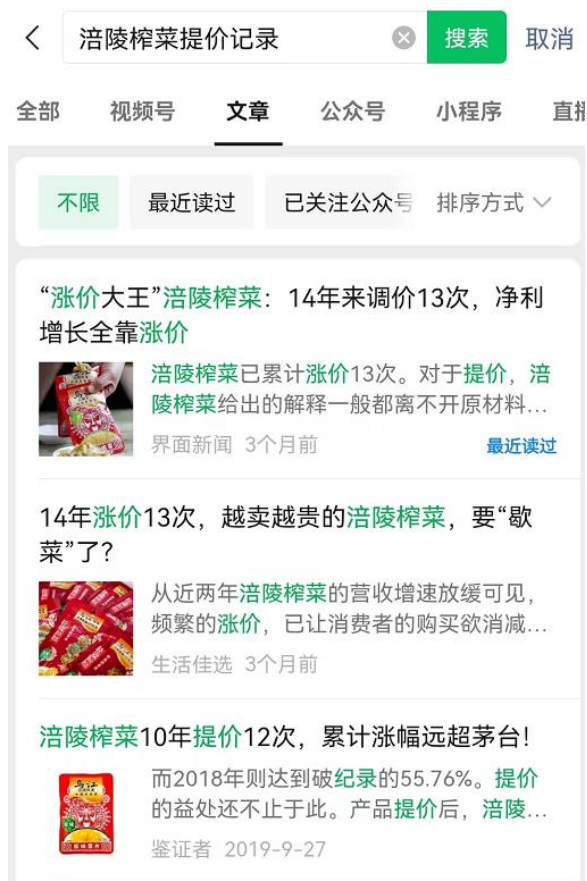 涪陵榨菜提价记录
搜索
取消
全部 视频号 文章 公众号 小程序 直播
不限 最近读过 已关注公众号 排序方式
“涨价大王”涪陵榨菜：14年来调价13次，净利
增长全靠涨价
涪陵榨菜已累计涨价13次。对于提价，涪
陵榨菜给出的解释一般都离不开原材料...
界面新闻 3个月前
最近读过
14年涨价13次，越卖越贵的涪陵榨菜，要“歇
菜”了？
从近两年涪陵榨菜的营收增速放缓可见，
频繁的涨价，已让消费者的购买欲消减...
生活佳选 3个月前
涪陵榨菜10年提价12次，累计涨幅远超茅台！
而2018年则达到破纪录的55.76%。提价
的益处还不止于此。产品提价后，涪陵...
鉴证者 2019-9-27
乌江